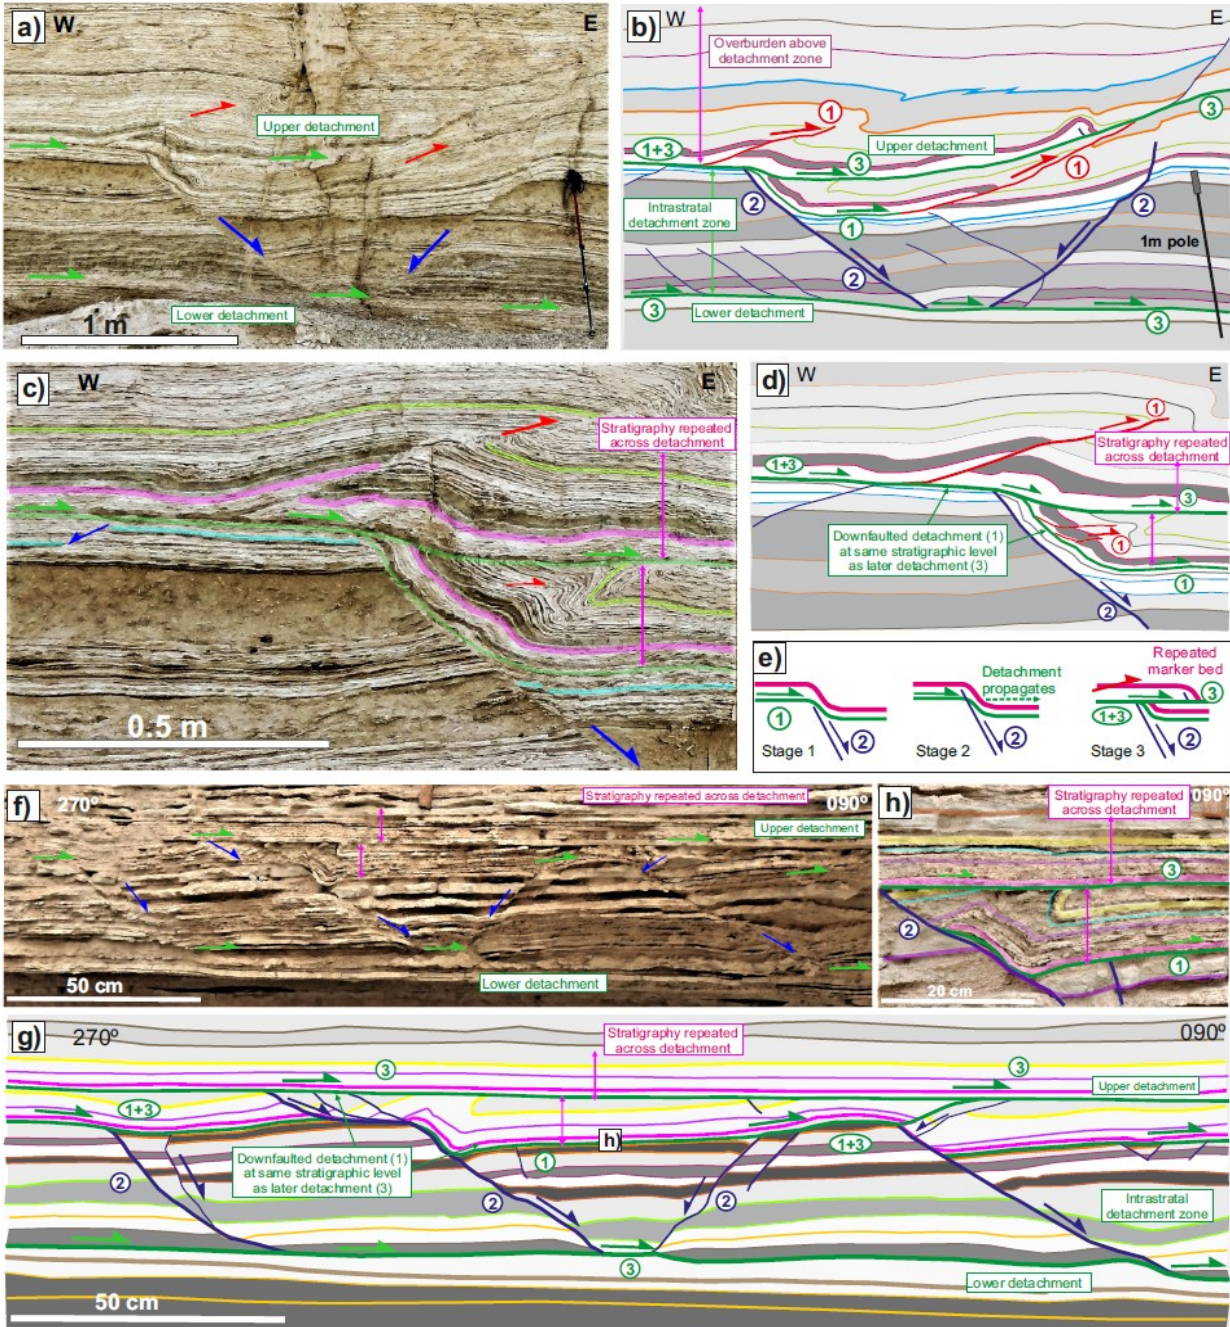 a)
W
E
Upper detachment
Lower detachment
1 m
b)
W
E
Overburden above
detachment zone
1
3
1+3
Upper detachment
3
1
2
2
Intrastratal
detachment zone
1
2
1m pole
3
Lower detachment
3
c)
W
E
Stratigraphy repeated
across detachment
0.5 m
d)
W
E
1
Stratigraphy repeated
across detachment
1+3
3
Downfaulted detachment (1)
at same stratigraphic level
as later detachment (3)
1
1
2
e)
Detachment
propagates
Repeated
marker bed
1
2
Stage 1
2
Stage 2
3
1+3
2
Stage 3
f)
270º
Stratigraphy repeated across detachment
090º
Upper detachment
Lower detachment
50 cm
h)
Stratigraphy repeated
across detachment
090º
3
2
1
20 cm
g)
270º
Stratigraphy repeated
across detachment
090º
3
3
Upper detachment
1+3
h)
1+3
1
Downfaulted detachment (1)
at same stratigraphic level
as later detachment (3)
2
2
2
Intrastratal
detachment zone
3
Lower detachment
50 cm